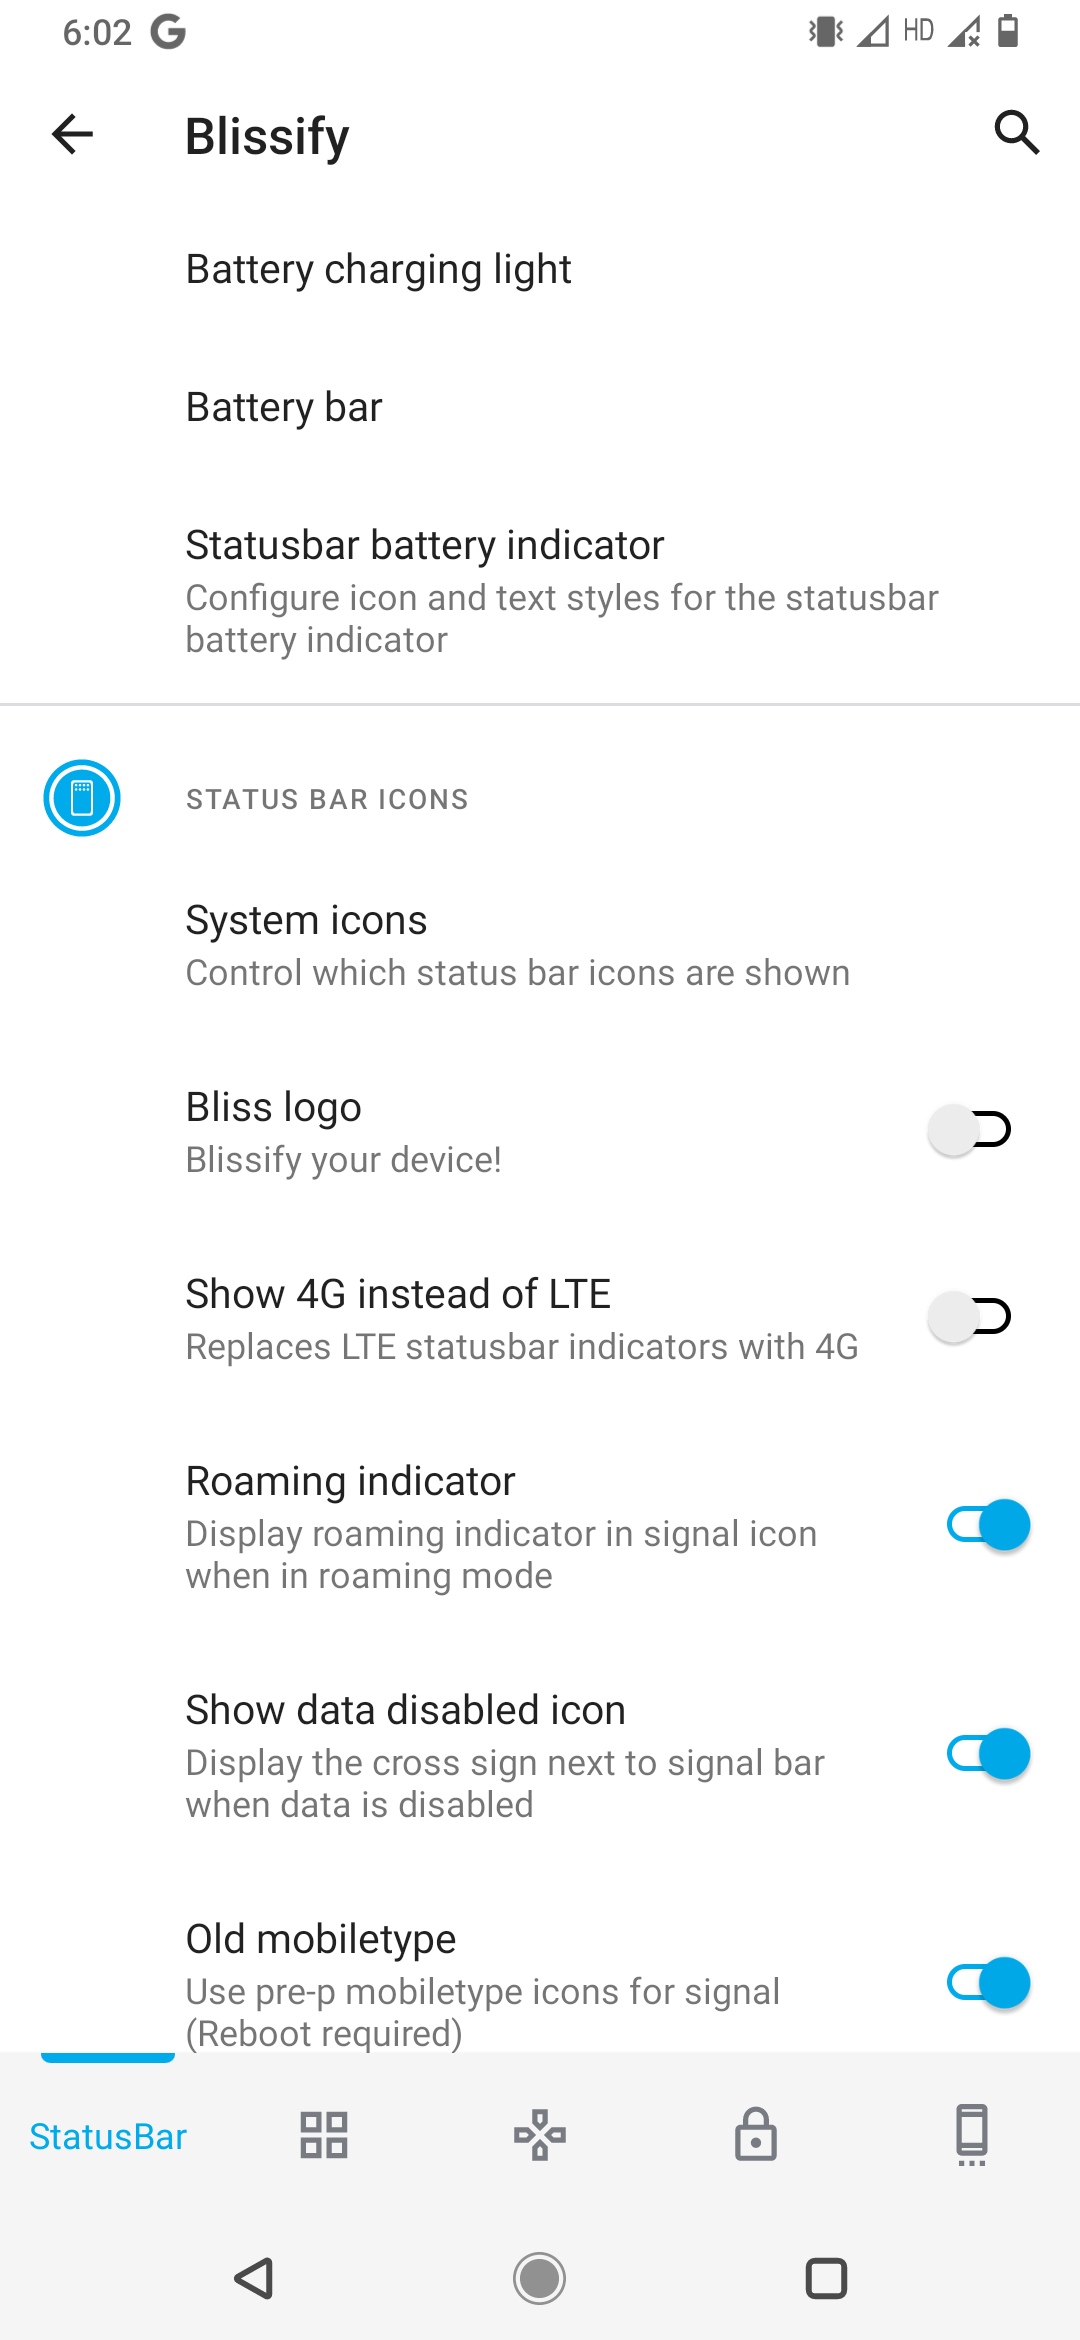 6:02 G HD
Blissify
Battery charging light
Battery bar
Statusbar battery indicator
Configure icon and text styles for the statusbar
battery indicator
STATUS BAR ICONS
System icons
Control which status bar icons are shown
Bliss logo
Blissify your device!
Show 4G instead of LTE
Replaces LTE statusbar indicators with 4G
Roaming indicator
Display roaming indicator in signal icon
when in roaming mode
Show data disabled icon
Display the cross sign next to signal bar
when data is disabled
Old mobiletype
Use pre-p mobiletype icons for signal
(Reboot required)
StatusBar